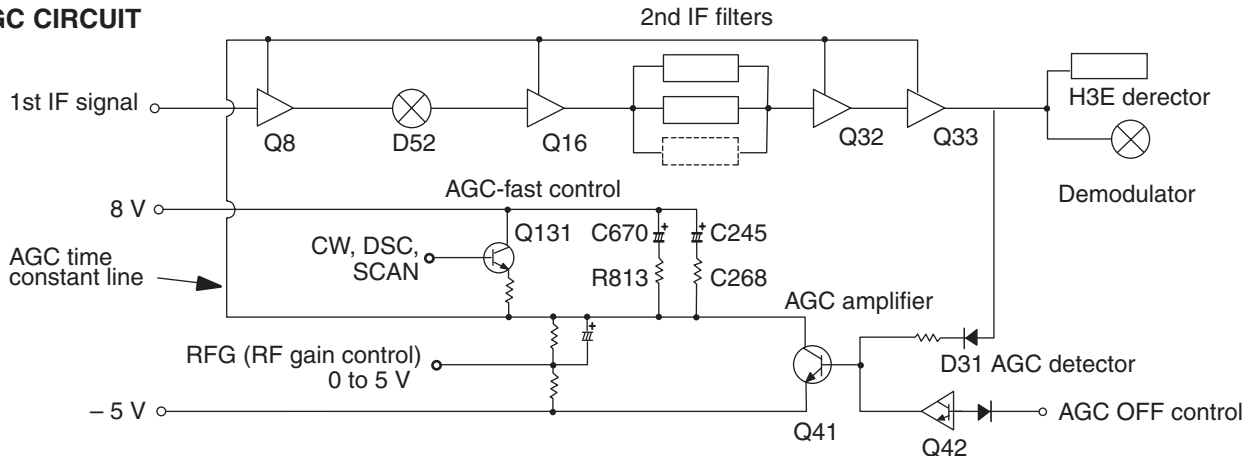 GC CIRCUIT
2nd IF filters
1st IF signal
Q8
D52
Q16
Q32
Q33
H3E derector
Demodulator
AGC-fast control
8 V
Q131
C670
+
C245
+
CW, DSC,
SCAN
R813
C268
AGC time
constant line
AGC amplifier
+
RFG (RF gain control)
0 to 5 V
D31 AGC detector
– 5 V
AGC OFF control
Q41
Q42